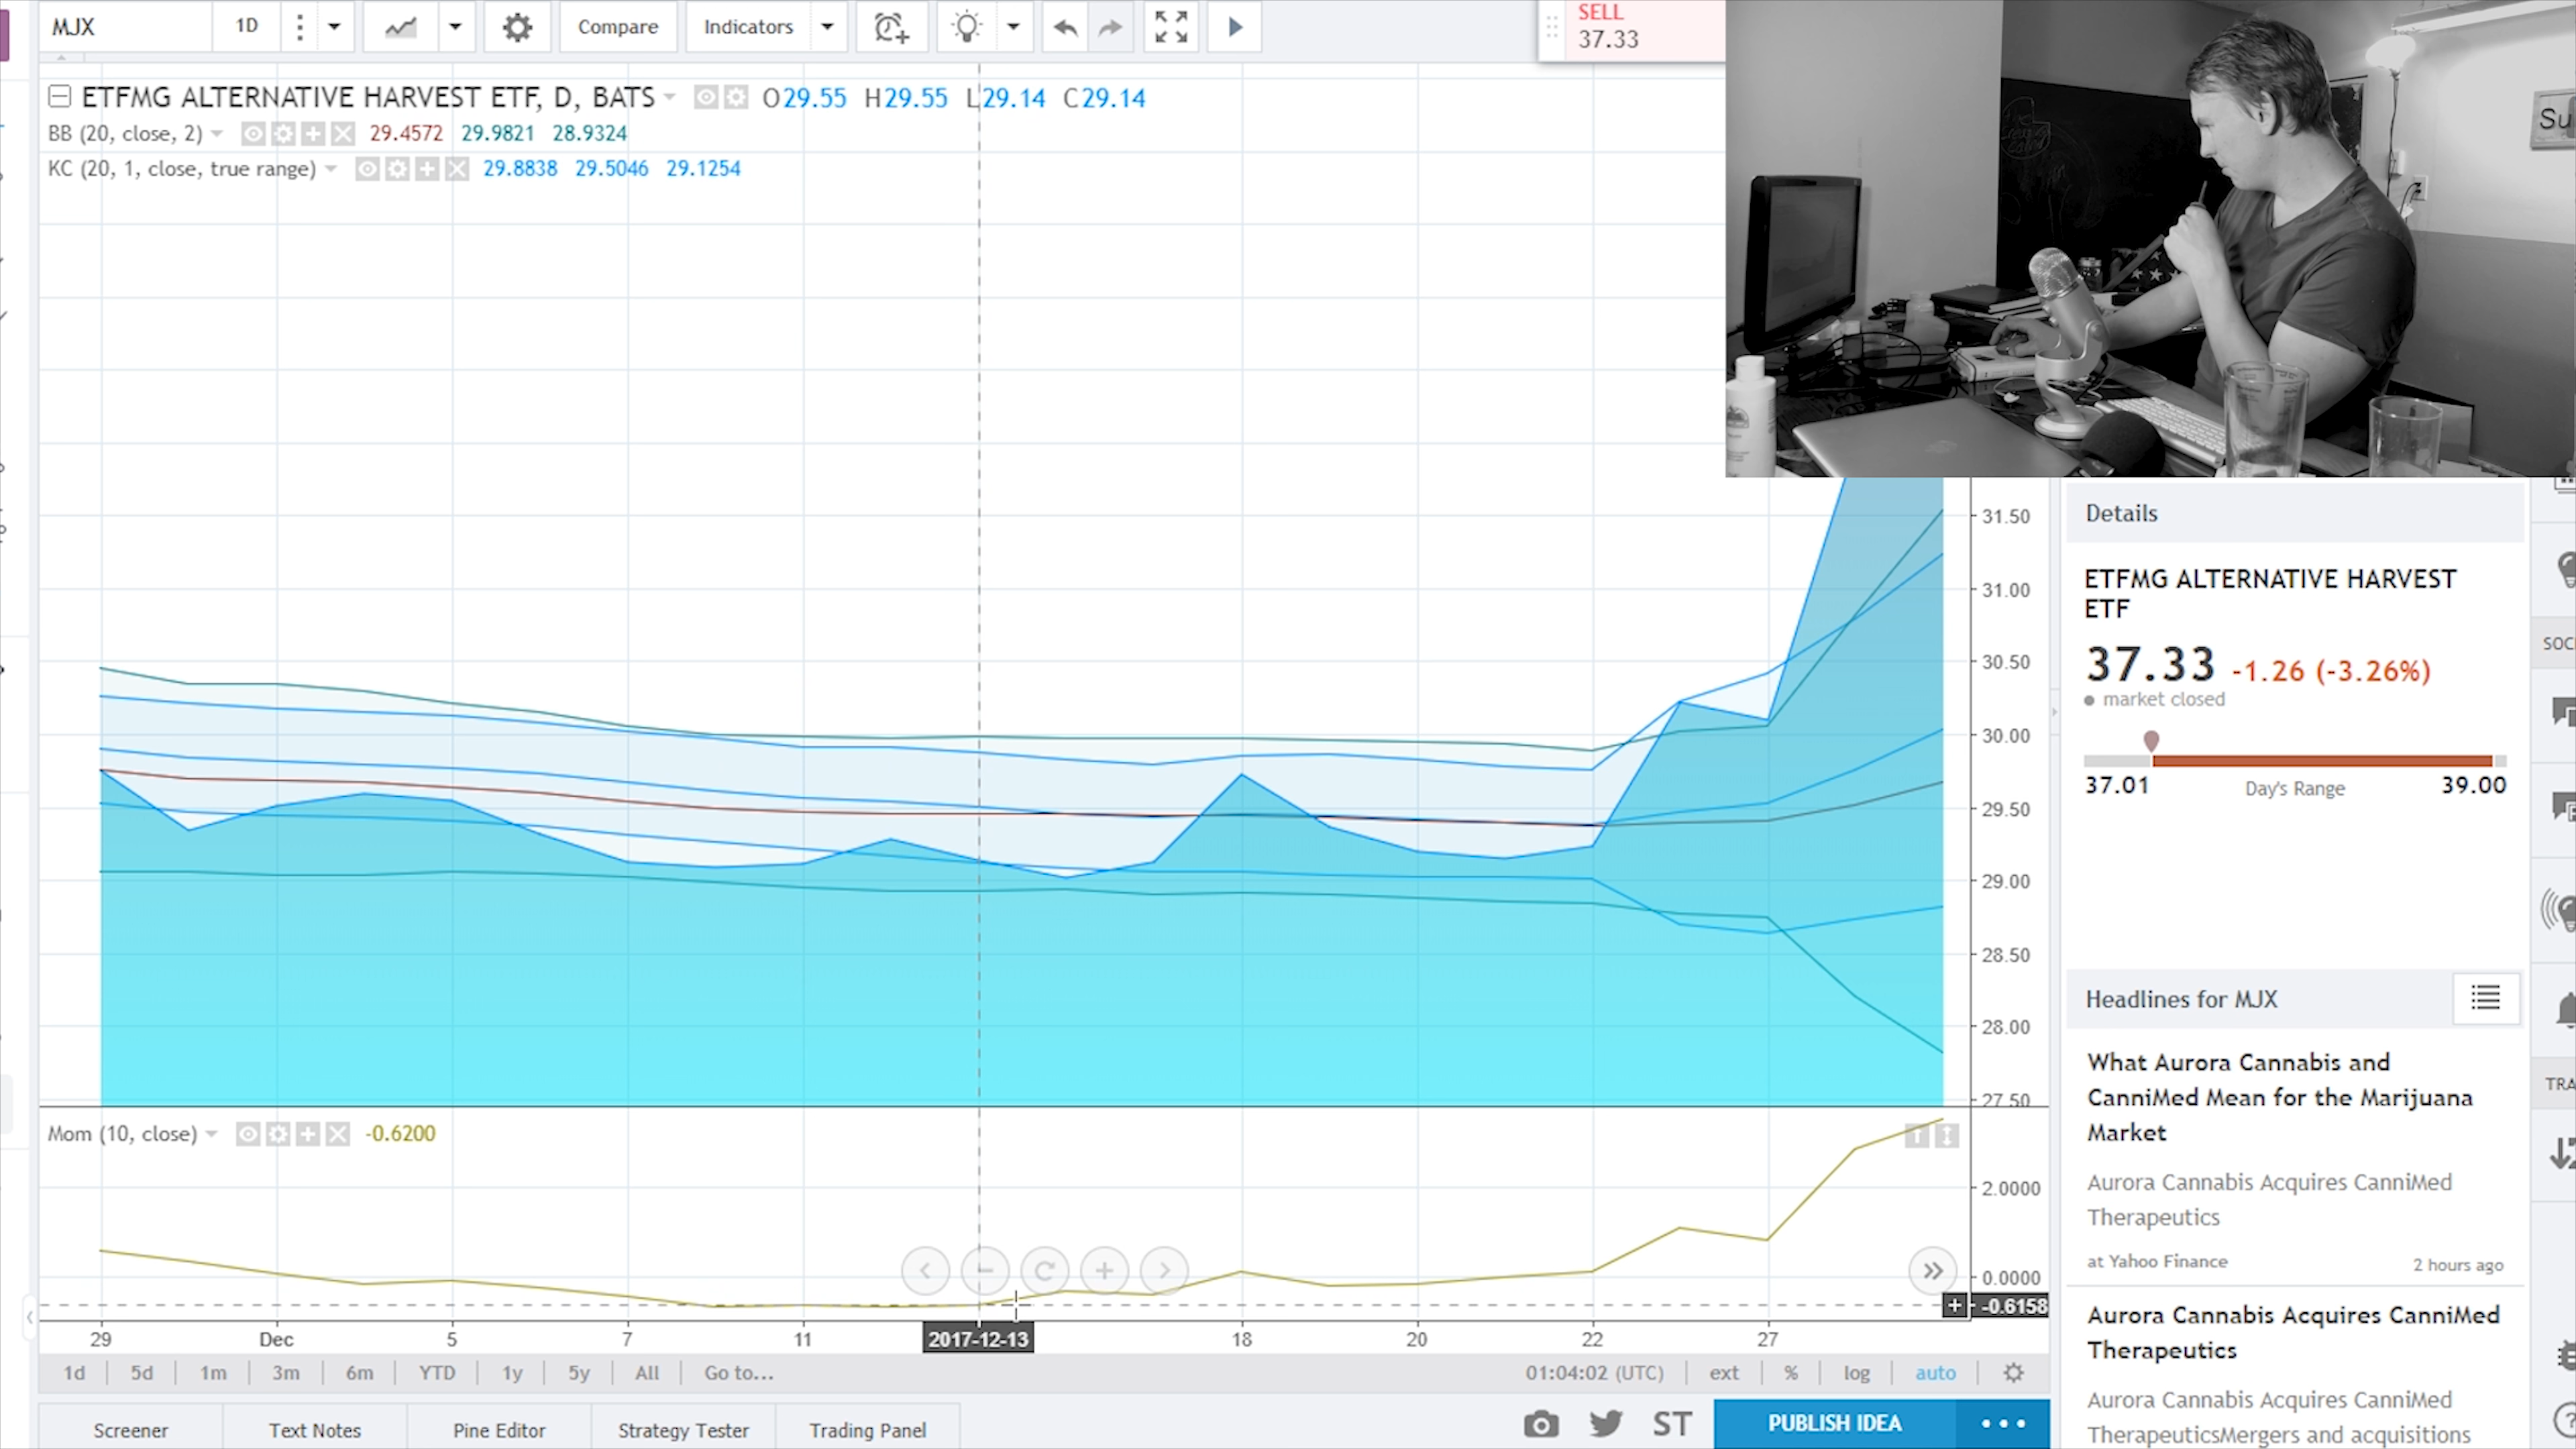 MJX
1D
Compare
Indicators
SELL
37.33
Su
ETFMG ALTERNATIVE HARVEST ETF, D, BATS O29.55 H29.55 L29.14 C29.14
BB (20, close, 2) 29.4572 29.9821 28.9324
KC (20, 1, close, true range) 29.8838 29.5046 29.1254
31.50
31.00
30.50
30.00
29.50
29.00
28.50
28.00
27.50
Mom (10, close) -0.6200
2.0000
0.0000
-0.6158
29 Dec 5 7 11 2017-12-13 18 20 22 27
1d 5d 1m 3m 6m YTD 1y 5y All Go to... 01:04:02 (UTC) ext % log auto
Screener Text Notes Pine Editor Strategy Tester Trading Panel ST PUBLISH IDEA
Details
ETFMG ALTERNATIVE HARVEST
ETF
37.33 -1.26 (-3.26%)
market closed
37.01 Day's Range 39.00
Headlines for MJX
What Aurora Cannabis and
CanniMed Mean for the Marijuana
Market
Aurora Cannabis Acquires CanniMed
Therapeutics
at Yahoo Finance 2 hours ago
Aurora Cannabis Acquires CanniMed
Therapeutics
Aurora Cannabis Acquires CanniMed
TherapeuticsMergers and acquisitions
SOC
TRA